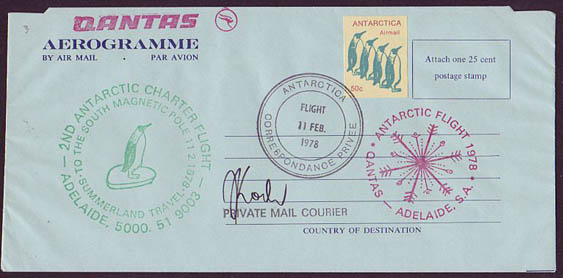 3
QANTAS
AEROGRAMME
BY AIR MAIL · PAR AVION
ANTARCTICA
Airmail
50c
Attach one 25 cent
postage stamp
— 2ND ANTARCTIC CHARTER FLIGHT —
TO THE SOUTH MAGNETIC POLE 11·2·1978
SUMMERLAND TRAVEL
ADELAIDE, 5000. 51 9003
ANTARCTICA
FLIGHT
11 FEB.
1978
CORRESPONDANCE PRIVEE
ANTARCTIC FLIGHT 1978
QANTAS — ADELAIDE, S.A.
PRIVATE MAIL COURIER
COUNTRY OF DESTINATION